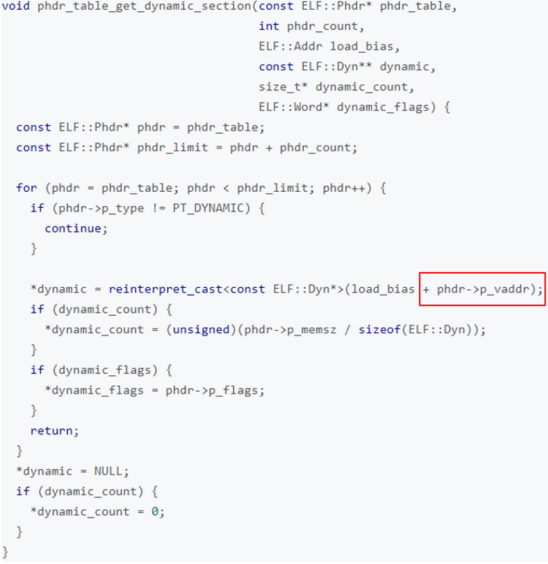 void phdr_table_get_dynamic_section(const ELF::Phdr* phdr_table,
                                    int phdr_count,
                                    ELF::Addr load_bias,
                                    const ELF::Dyn** dynamic,
                                    size_t* dynamic_count,
                                    ELF::Word* dynamic_flags) {
  const ELF::Phdr* phdr = phdr_table;
  const ELF::Phdr* phdr_limit = phdr + phdr_count;

  for (phdr = phdr_table; phdr < phdr_limit; phdr++) {
    if (phdr->p_type != PT_DYNAMIC) {
      continue;
    }

    *dynamic = reinterpret_cast<const ELF::Dyn*>(load_bias + phdr->p_vaddr);
    if (dynamic_count) {
      *dynamic_count = (unsigned)(phdr->p_memsz / sizeof(ELF::Dyn));
    }
    if (dynamic_flags) {
      *dynamic_flags = phdr->p_flags;
    }
    return;
  }
  *dynamic = NULL;
  if (dynamic_count) {
    *dynamic_count = 0;
  }
}